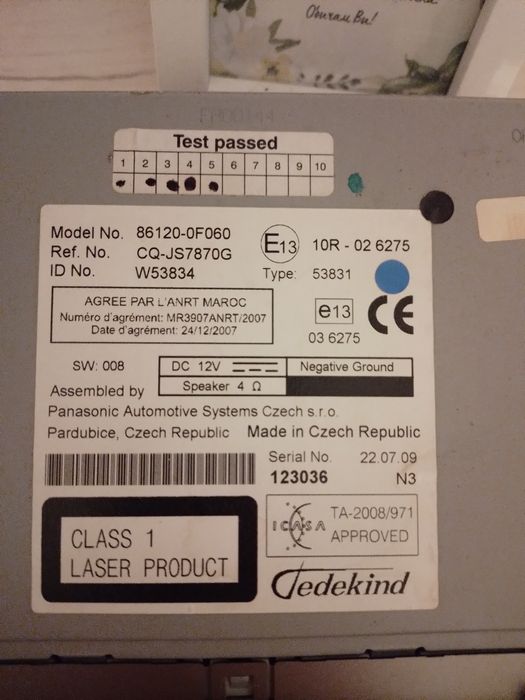 Обичам Ви!
Test passed
1 2 3 4 5 6 7 8 9 10
Model No. 86120-0F060
Ref. No. CQ-JS7870G
ID No. W53834
E13 10R - 02 6275
Type: 53831
AGREE PAR L'ANRT MAROC
Numéro d'agrément: MR3907ANRT/2007
Date d'agrément: 24/12/2007
e13
03 6275
CE
SW: 008
DC 12V
Negative Ground
Speaker 4 Ω
Assembled by
Panasonic Automotive Systems Czech s.r.o.
Pardubice, Czech Republic Made in Czech Republic
Serial No. 22.07.09
123036 N3
CLASS 1
LASER PRODUCT
ICASA
TA-2008/971
APPROVED
Tedekind